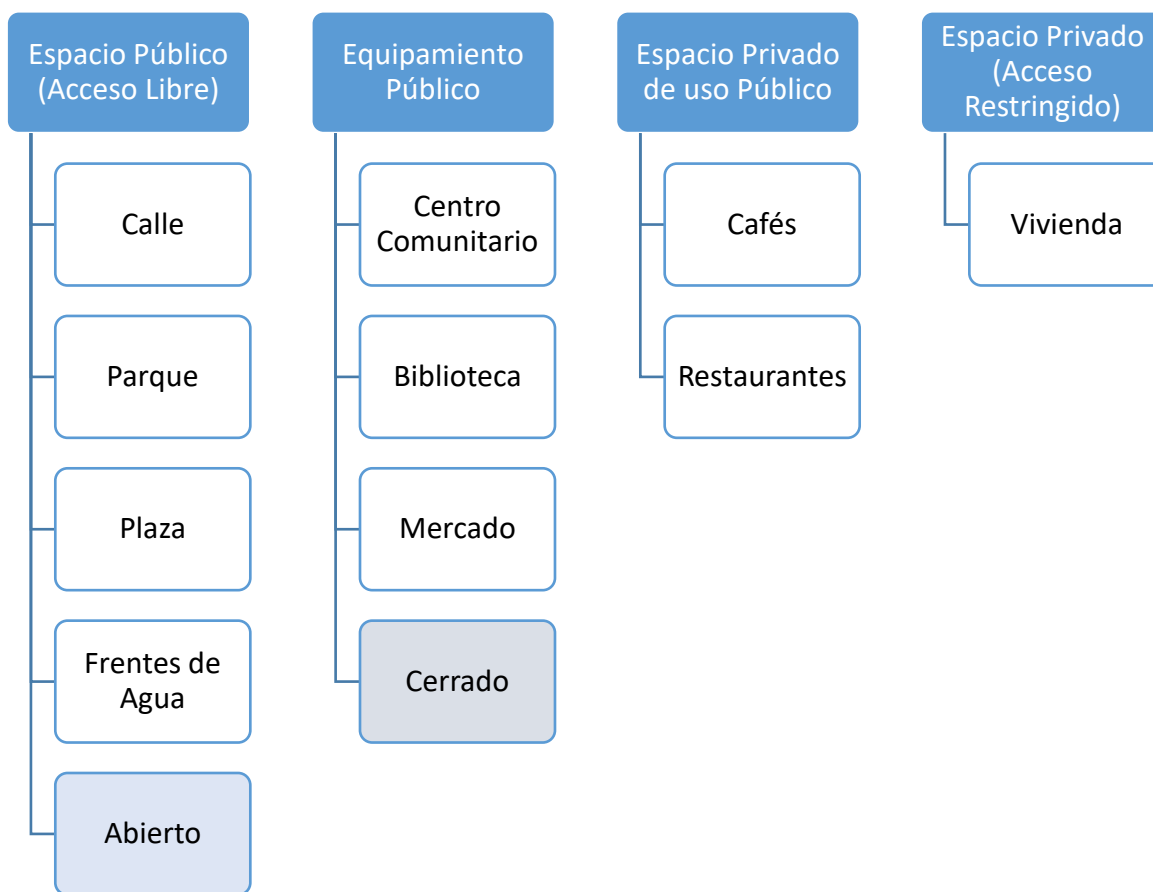 Espacio Público
(Acceso Libre)
Calle
Parque
Plaza
Frentes de
Agua
Abierto
Equipamiento
Público
Centro
Comunitario
Biblioteca
Mercado
Cerrado
Espacio Privado
de uso Público
Cafés
Restaurantes
Espacio Privado
(Acceso
Restringido)
Vivienda